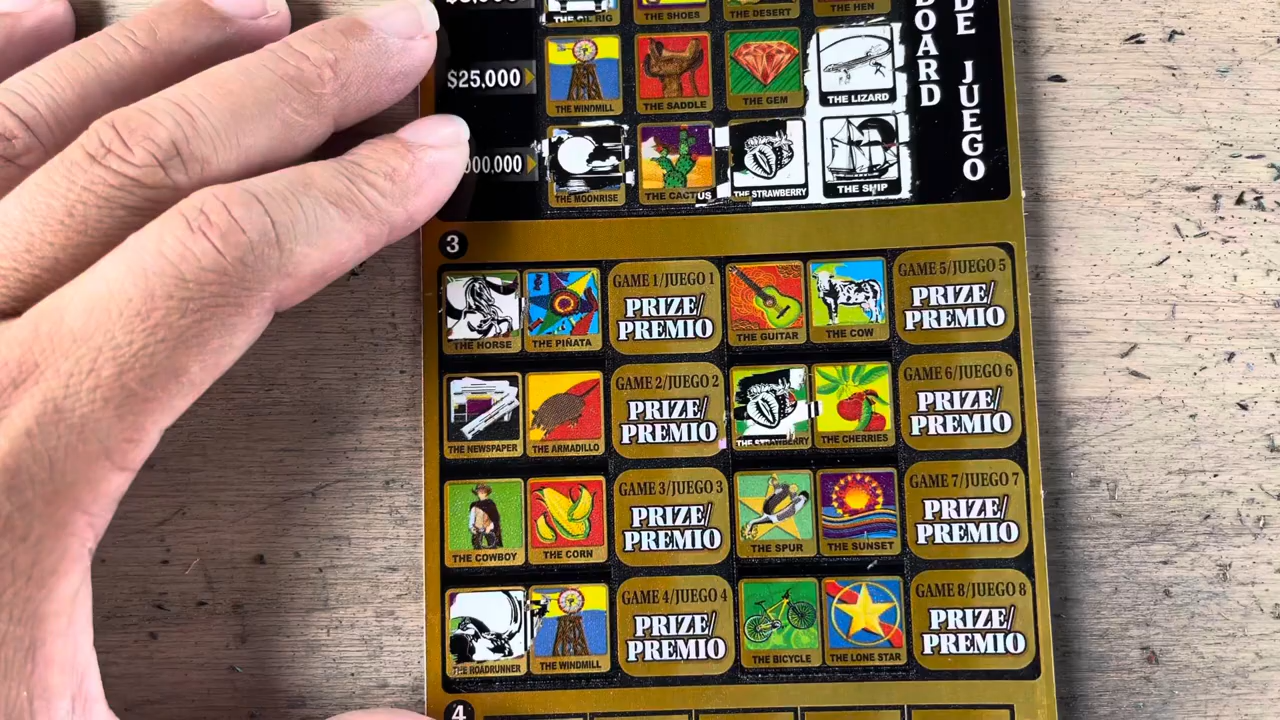 THE OIL RIG THE SHOES THE DESERT THE HEN
$25,000
THE WINDMILL THE SADDLE THE GEM THE LIZARD
000,000
THE MOONRISE THE CACTUS THE STRAWBERRY THE SHIP
BOARD
DE JUEGO
3
THE HORSE THE PIÑATA
GAME 1/JUEGO 1
PRIZE/
PREMIO
THE GUITAR THE COW
GAME 5/JUEGO 5
PRIZE/
PREMIO
THE NEWSPAPER THE ARMADILLO
GAME 2/JUEGO 2
PRIZE/
PREMIO
THE STRAWBERRY THE CHERRIES
GAME 6/JUEGO 6
PRIZE/
PREMIO
THE COWBOY THE CORN
GAME 3/JUEGO 3
PRIZE/
PREMIO
THE SPUR THE SUNSET
GAME 7/JUEGO 7
PRIZE/
PREMIO
THE ROADRUNNER THE WINDMILL
GAME 4/JUEGO 4
PRIZE/
PREMIO
THE BICYCLE THE LONE STAR
GAME 8/JUEGO 8
PRIZE/
PREMIO
4